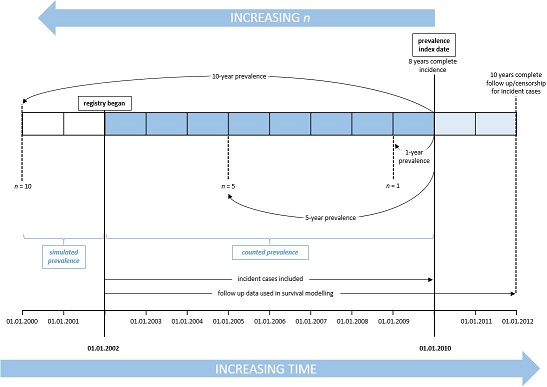 INCREASING n
prevalence
index date
8 years complete
incidence
10 years complete
follow up/censorship
for incident cases
10-year prevalence
registry began
1-year
prevalence
n = 10
n = 5
n = 1
5-year prevalence
simulated
prevalence
counted prevalence
incident cases included
follow up data used in survival modelling
01.01.2000 01.01.2001 01.01.2003 01.01.2004 01.01.2005 01.01.2006 01.01.2007 01.01.2008 01.01.2009 01.01.2011 01.01.2012
01.01.2002 01.01.2010
INCREASING TIME